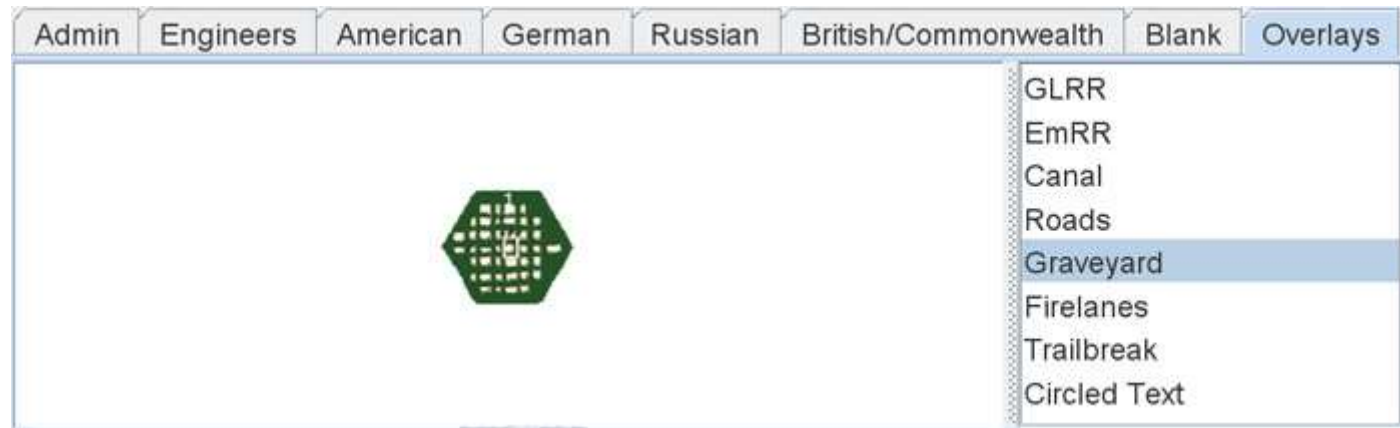 Admin Engineers American German Russian British/Commonwealth Blank Overlays
GLRR
EmRR
Canal
Roads
Graveyard
Firelanes
Trailbreak
Circled Text